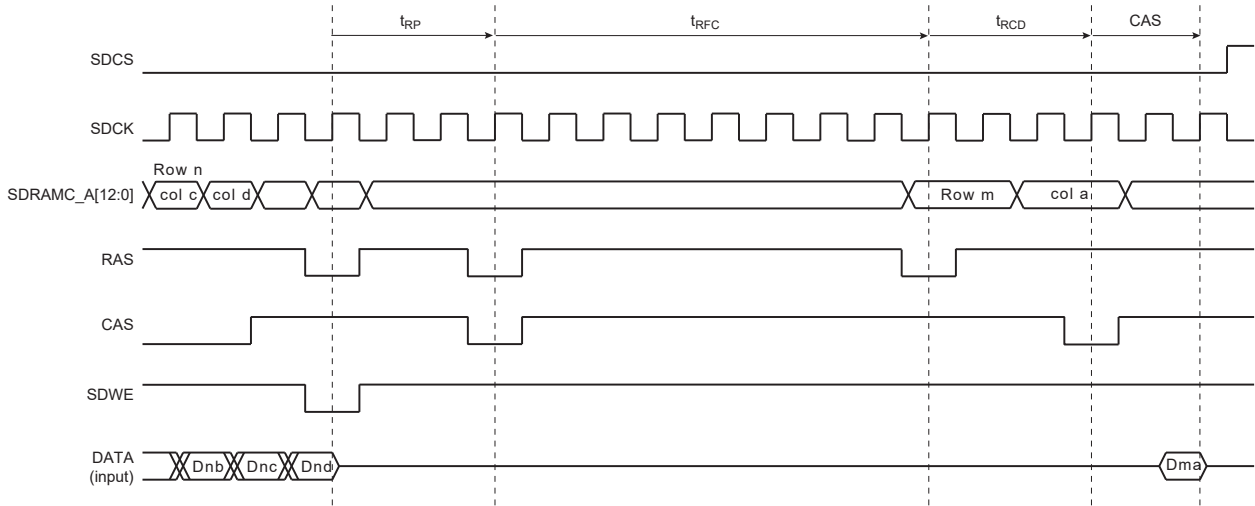 tRP tRFC tRCD CAS
SDCS
SDCK
Row n
SDRAMC_A[12:0] col c col d Row m col a
RAS
CAS
SDWE
DATA
(input)
Dnb Dnc Dnd Dma